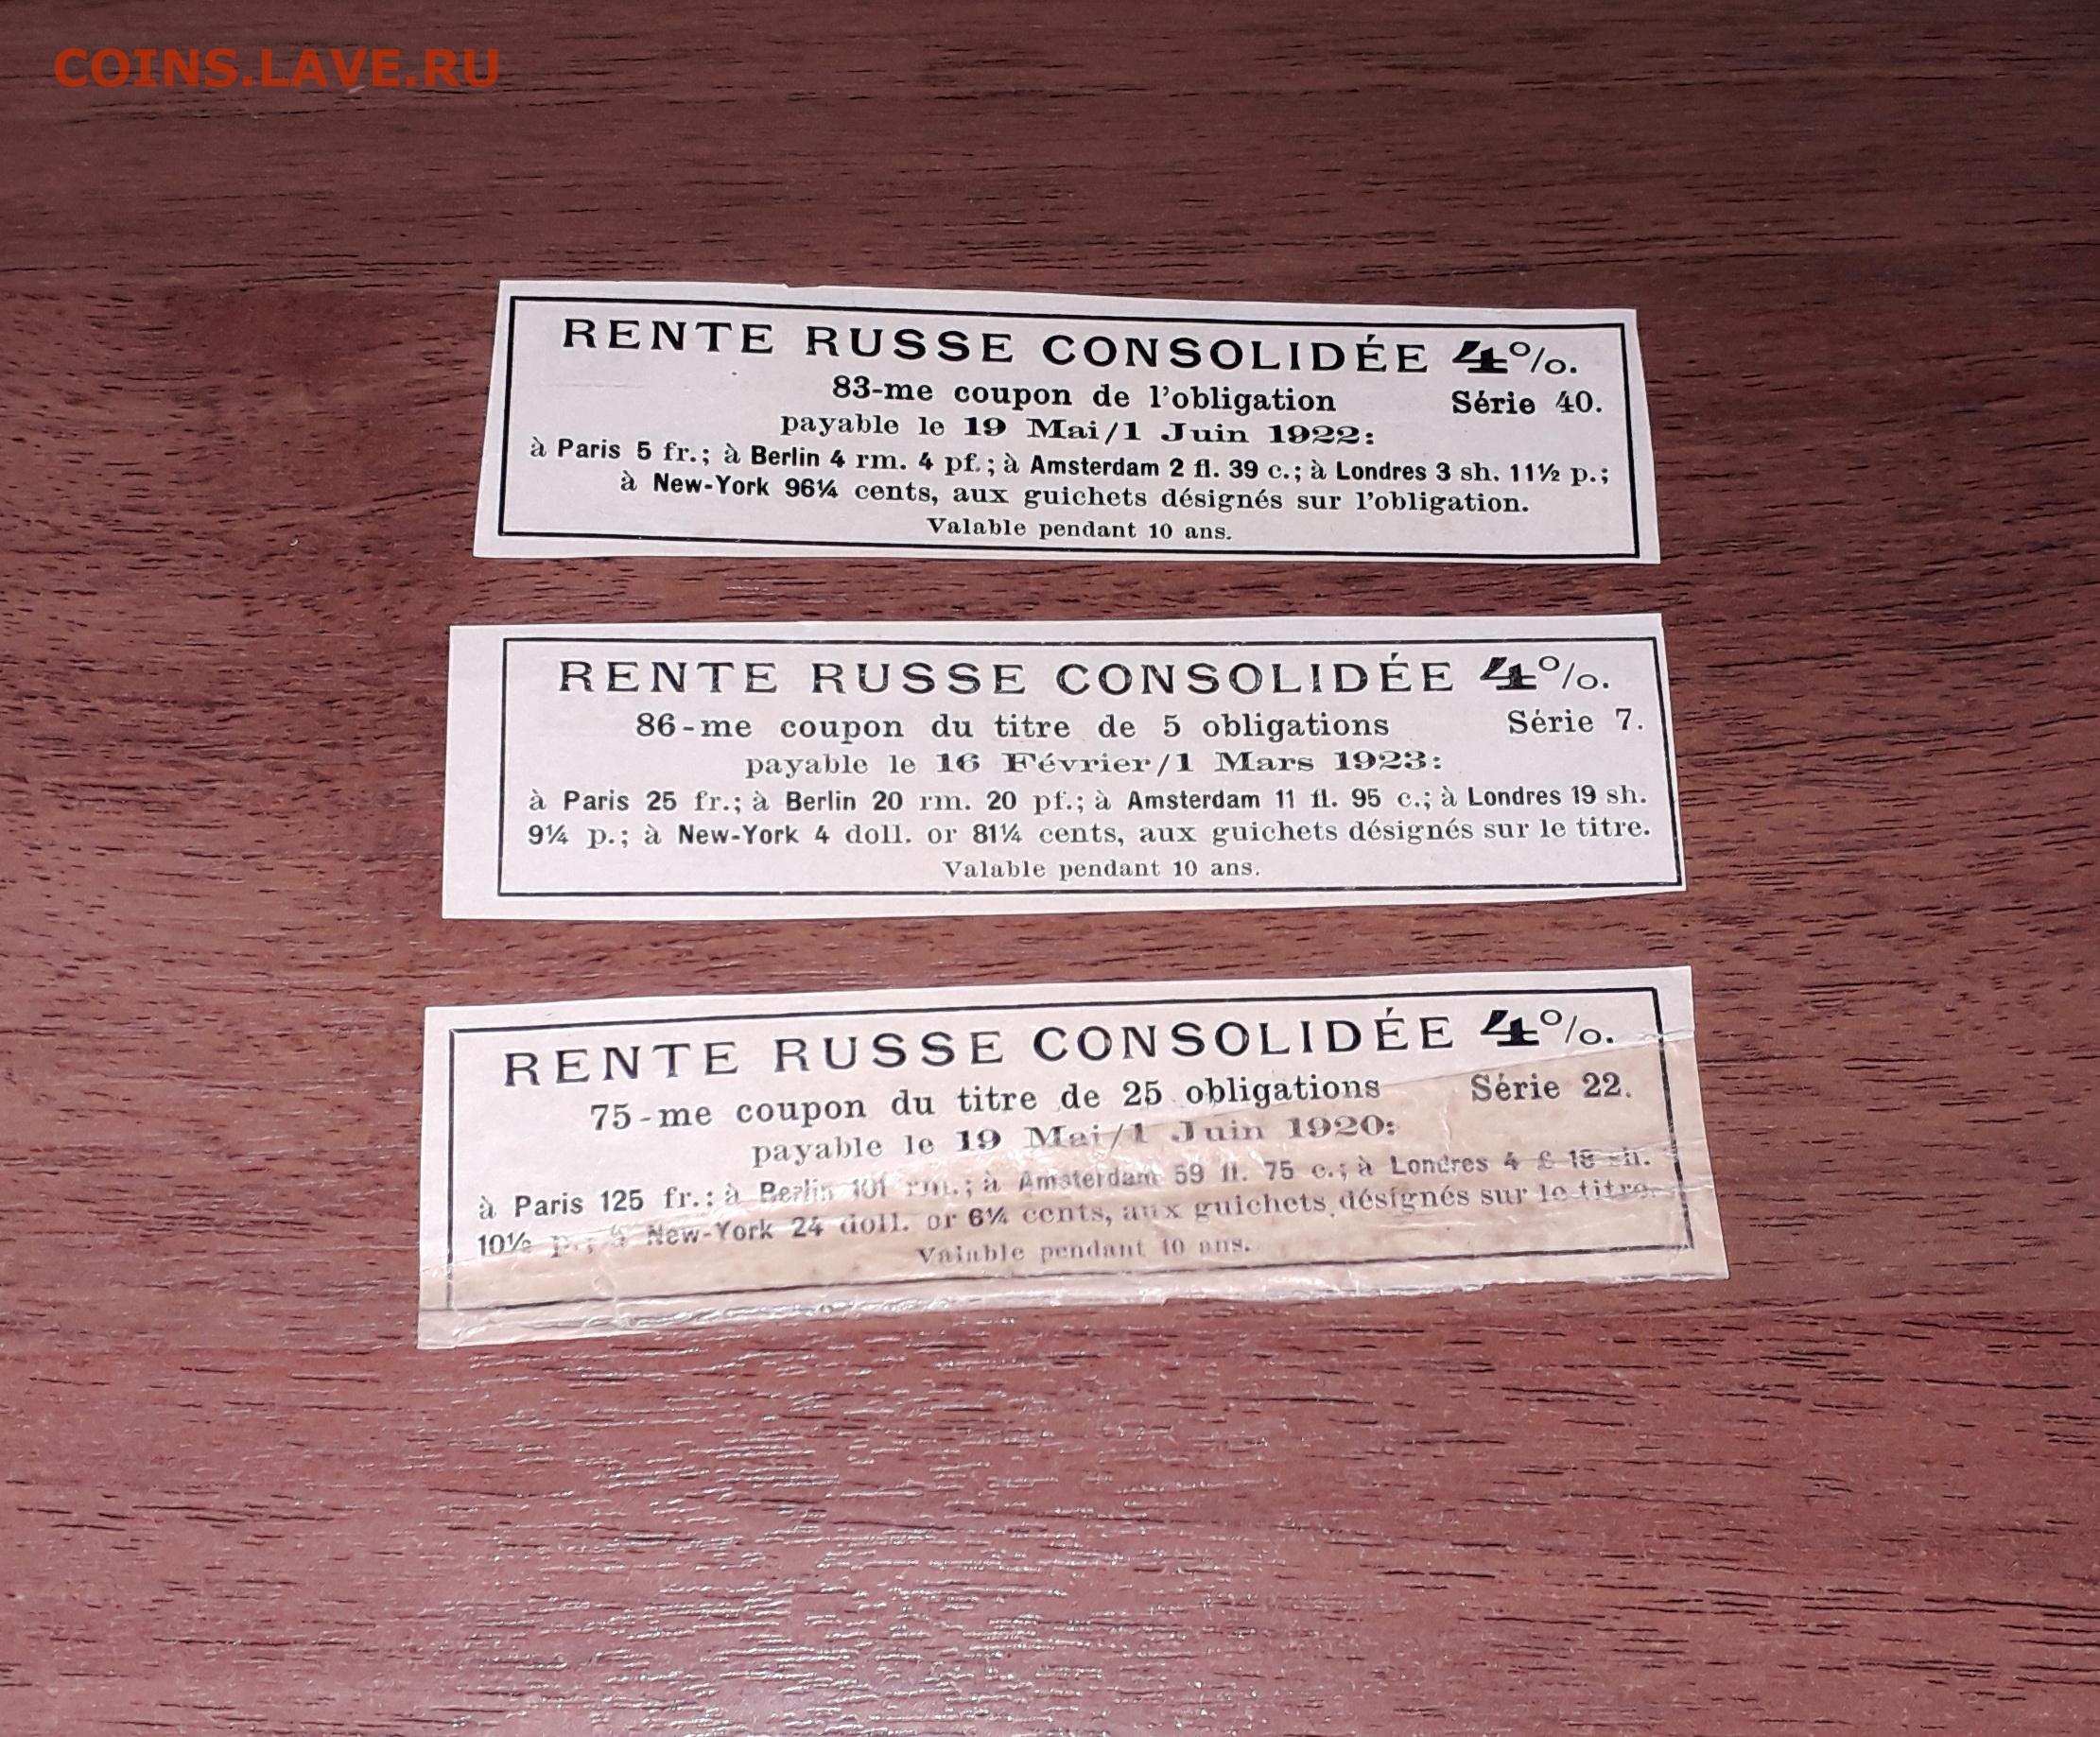 COINS.LAVE.RU
RENTE RUSSE CONSOLIDÉE 4%.
83-me coupon de l'obligation Série 40.
payable le 19 Mai/1 Juin 1922:
à Paris 5 fr.; à Berlin 4 rm. 4 pf.; à Amsterdam 2 fl. 39 c.; à Londres 3 sh. 11½ p.;
à New-York 96¼ cents, aux guichets désignés sur l'obligation.
Valable pendant 10 ans.
RENTE RUSSE CONSOLIDÉE 4%.
86-me coupon du titre de 5 obligations Série 7.
payable le 16 Février/1 Mars 1923:
à Paris 25 fr.; à Berlin 20 rm. 20 pf.; à Amsterdam 11 fl. 95 c.; à Londres 19 sh.
9¼ p.; à New-York 4 doll. or 81¼ cents, aux guichets désignés sur le titre.
Valable pendant 10 ans.
RENTE RUSSE CONSOLIDÉE 4%.
75-me coupon du titre de 25 obligations Série 22.
payable le 19 Mai/1 Juin 1920:
à Paris 125 fr.; à Berlin 101 rm.; à Amsterdam 59 fl. 75 c.; à Londres 4 £ 18 sh.
10½ p.; à New-York 24 doll. or 6¼ cents, aux guichets désignés sur le titre.
Valable pendant 10 ans.